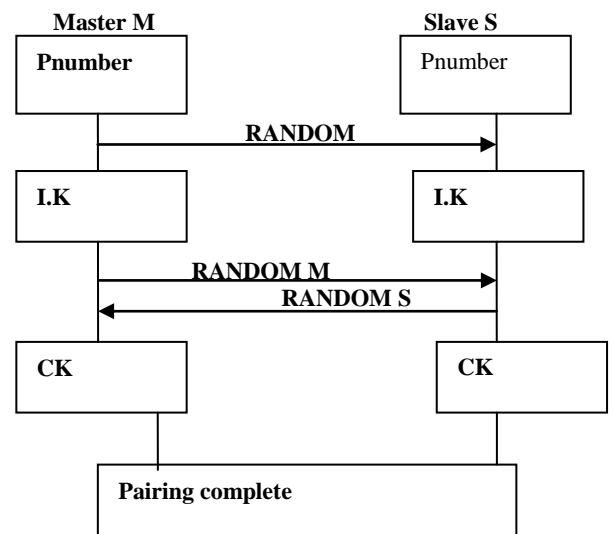 Master M Slave S
Pnumber Pnumber
RANDOM
I.K I.K
RANDOM M
RANDOM S
CK CK
Pairing complete